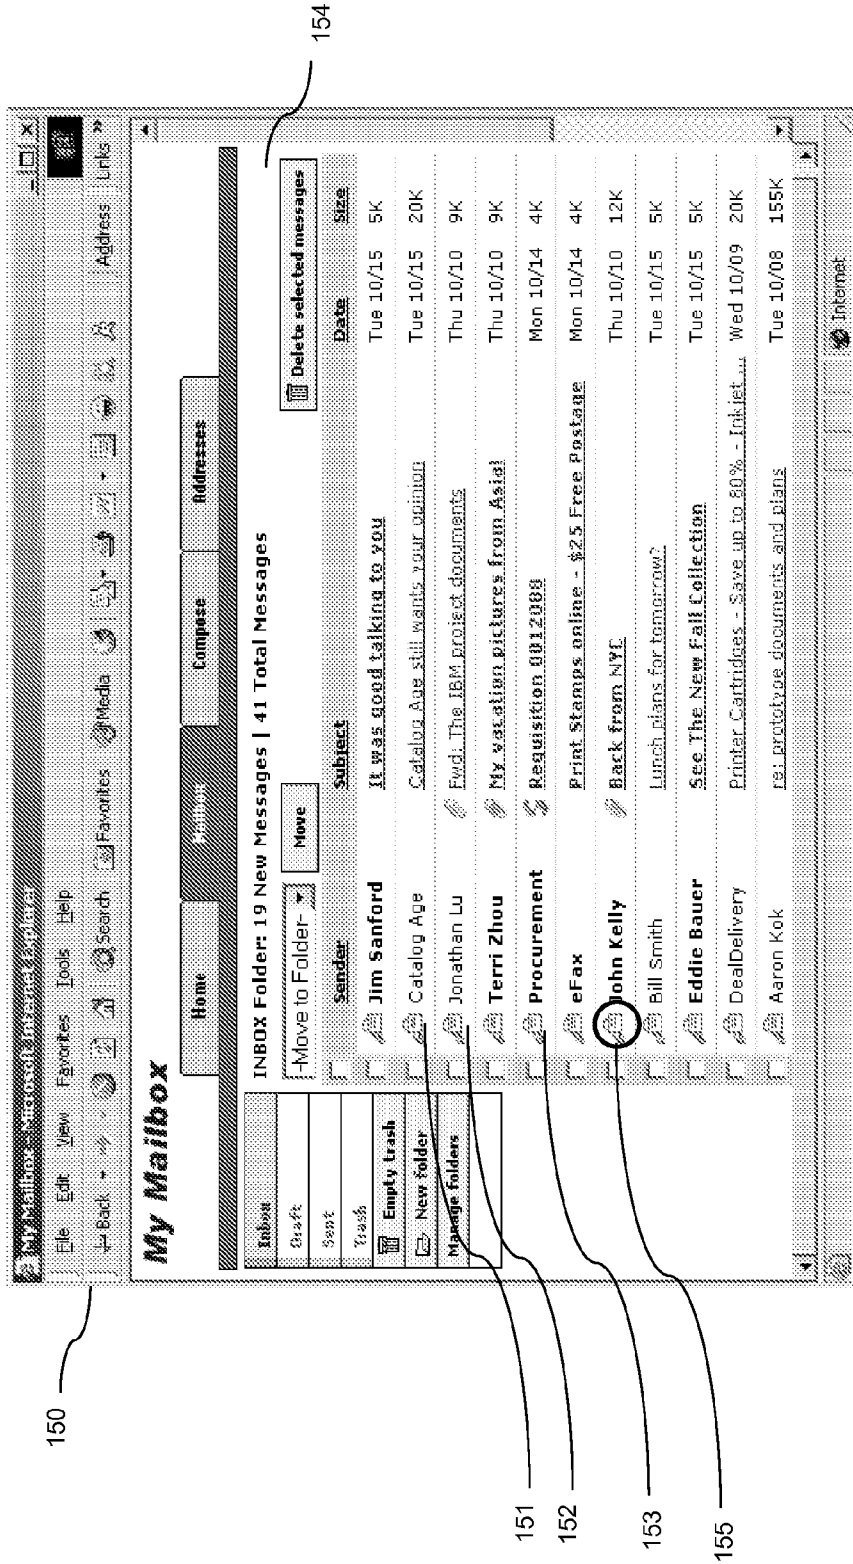 150
154
My Mailbox - Microsoft Internet Explorer
File Edit View Favorites Tools Help
Back Search Favorites Media Address Links »
My Mailbox
Home Mailbox Compose Addresses
Inbox
Draft
Sent
Trash
Empty trash
New folder
Manage folders
INBOX Folder: 19 New Messages | 41 Total Messages
-Move to Folder- Move Delete selected messages
Sender Subject Date Size
Jim Sanford It was good talking to you Tue 10/15 5K
Catalog Age Catalog Age still wants your opinion Tue 10/15 20K
Jonathan Lu Fwd: The IBM project documents Thu 10/10 9K
Terri Zhou My vacation pictures from Asia! Thu 10/10 9K
Procurement Requisition 0012088 Mon 10/14 4K
eFax Print Stamps online - $25 Free Postage Mon 10/14 4K
John Kelly Back from NYC Thu 10/10 12K
Bill Smith Lunch plans for tomorrow? Tue 10/15 5K
Eddie Bauer See The New Fall Collection Tue 10/15 5K
DealDelivery Printer Cartridges - Save up to 80% - Inkjet ... Wed 10/09 20K
Aaron Kok re: prototype documents and plans Tue 10/08 155K
Internet
151
152
153
155